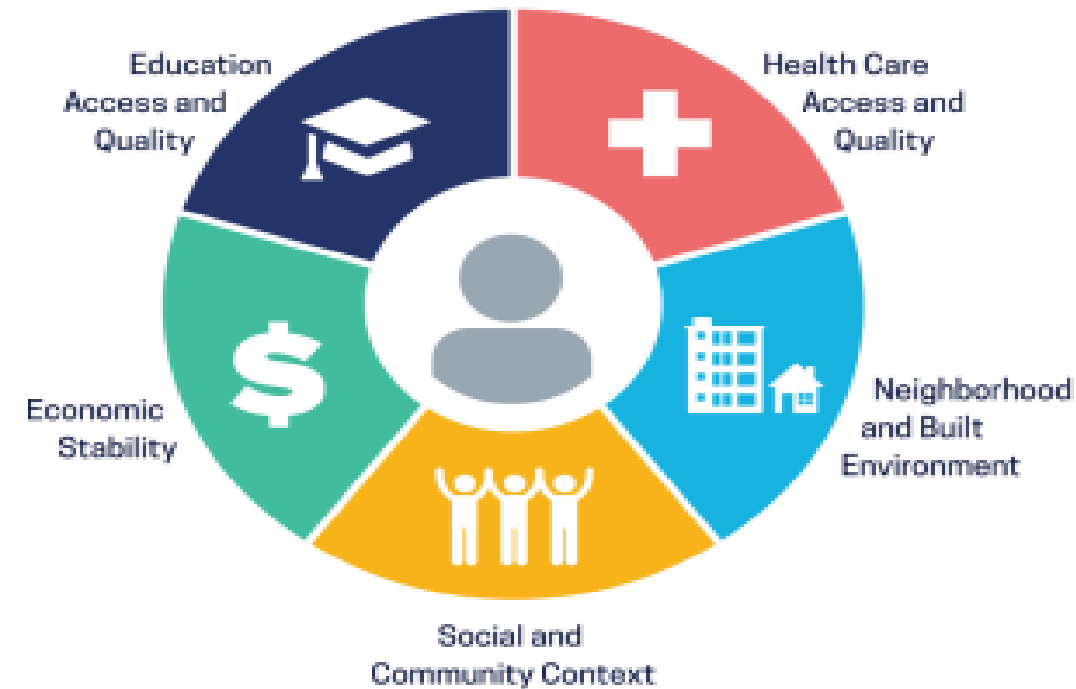 Education
Access and
Quality
Health Care
Access and
Quality
Economic
Stability
Neighborhood
and Built
Environment
Social and
Community Context